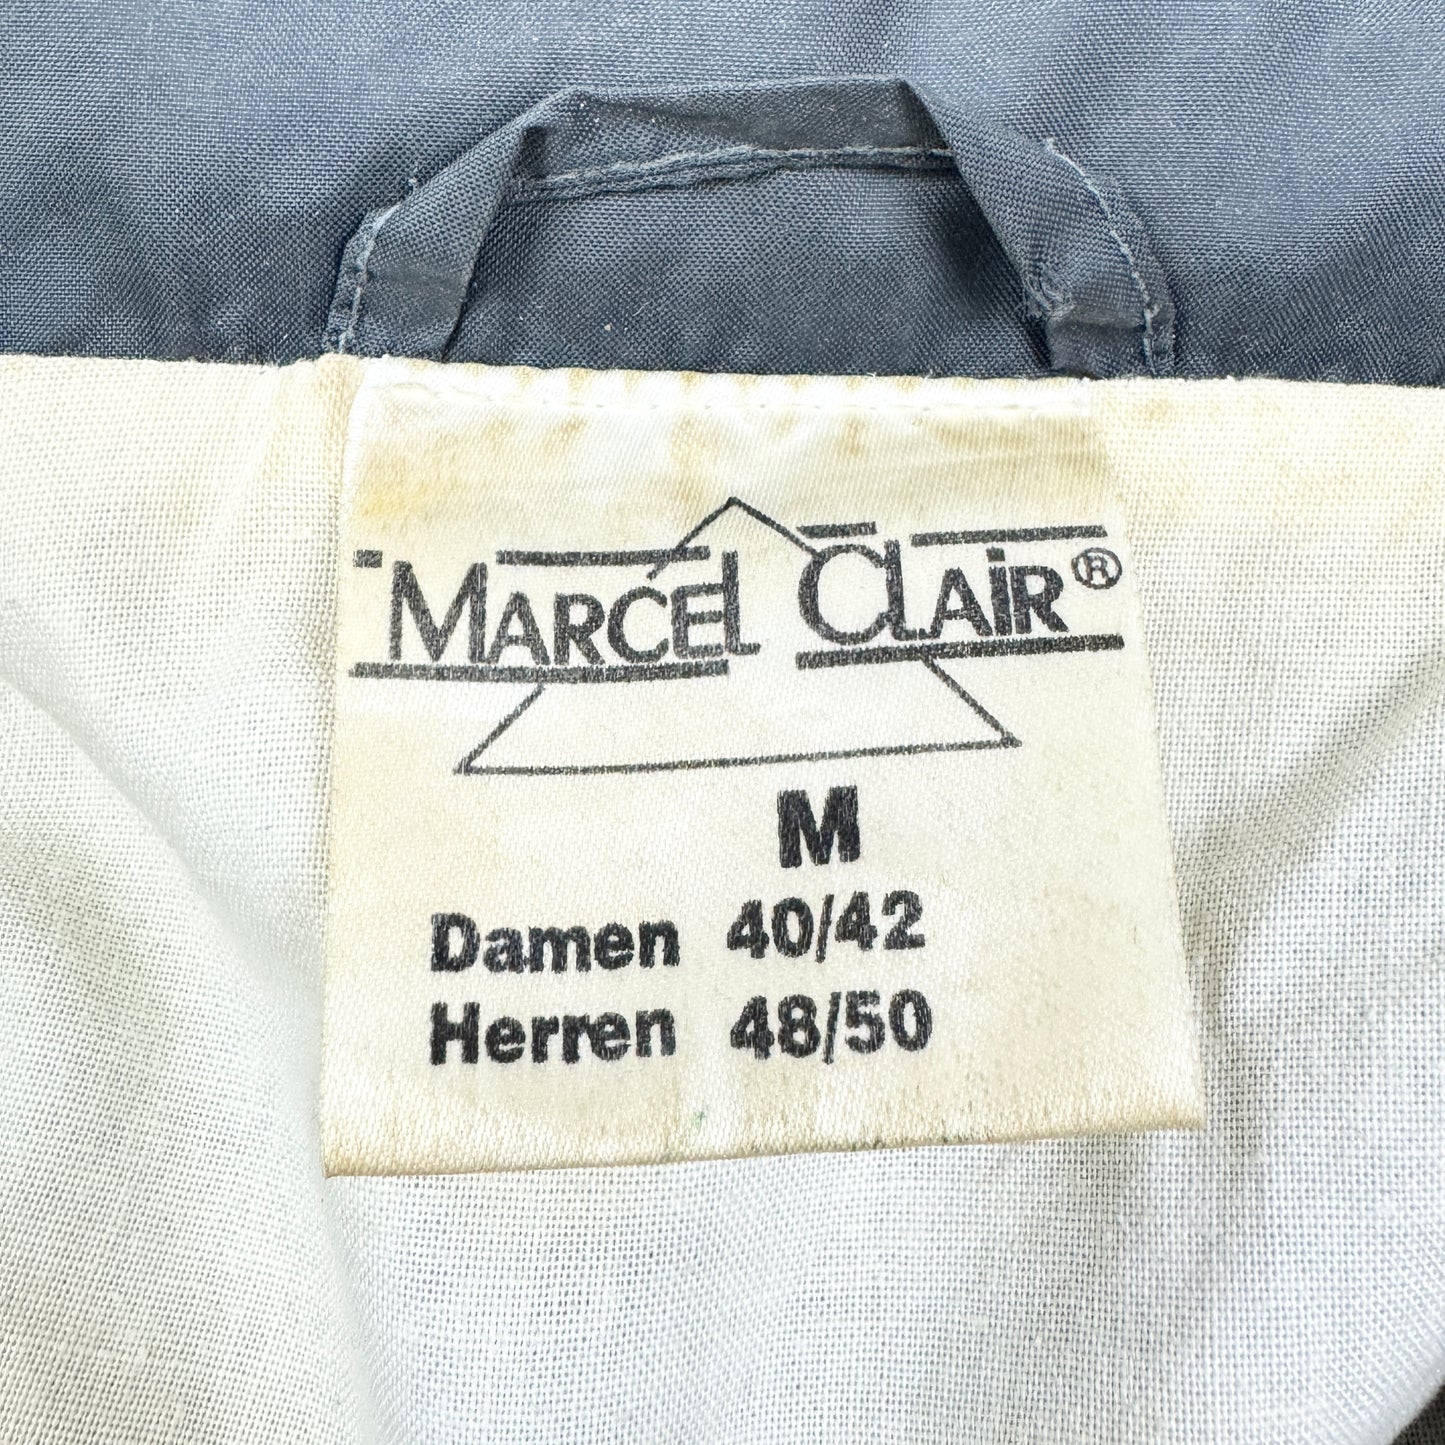 MARCEL CLAIR®
M
Damen 40/42
Herren 48/50